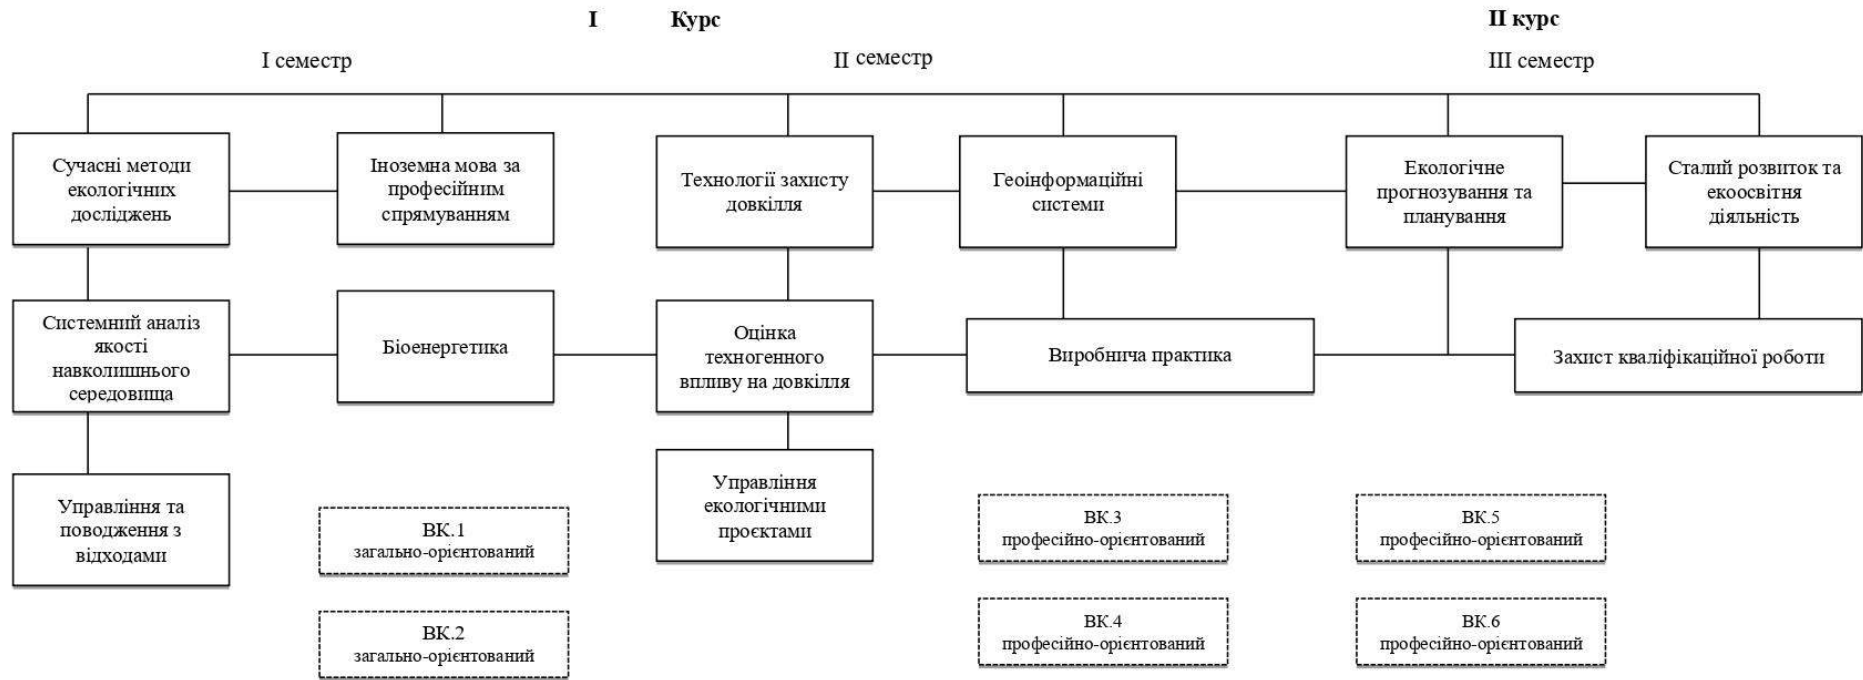 I Курс
II курс
I семестр
II семестр
III семестр
Сучасні методи
екологічних
досліджень
Іноземна мова за
професійним
спрямуванням
Технології захисту
довкілля
Геоінформаційні
системи
Екологічне
прогнозування та
планування
Сталий розвиток та
екоосвітня
діяльність
Системний аналіз
якості
навколишнього
середовища
Біоенергетика
Оцінка
техногенного
впливу на довкілля
Виробнича практика
Захист кваліфікаційної роботи
Управління та
поводження з
відходами
ВК.1
загально-орієнтований
Управління
екологічними
проєктами
ВК.3
професійно-орієнтований
ВК.5
професійно-орієнтований
ВК.2
загально-орієнтований
ВК.4
професійно-орієнтований
ВК.6
професійно-орієнтований